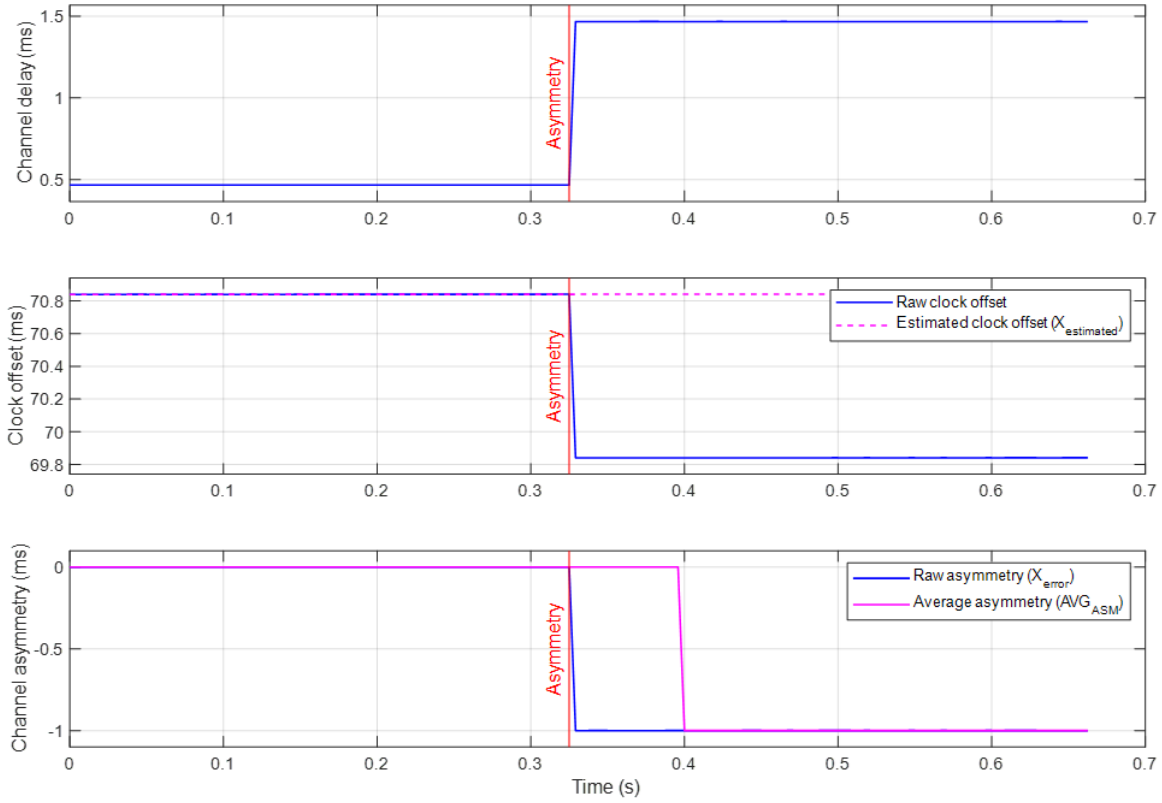 Channel delay (ms)
1.5
1
0.5
Asymmetry
0 0.1 0.2 0.3 0.4 0.5 0.6 0.7
Clock offset (ms)
70.8
70.6
70.4
70.2
70
69.8
Asymmetry
Raw clock offset
Estimated clock offset (X_estimated)
0 0.1 0.2 0.3 0.4 0.5 0.6 0.7
Channel asymmetry (ms)
0
-0.5
-1
Asymmetry
Raw asymmetry (X_error)
Average asymmetry (AVG_ASM)
0 0.1 0.2 0.3 0.4 0.5 0.6 0.7
Time (s)